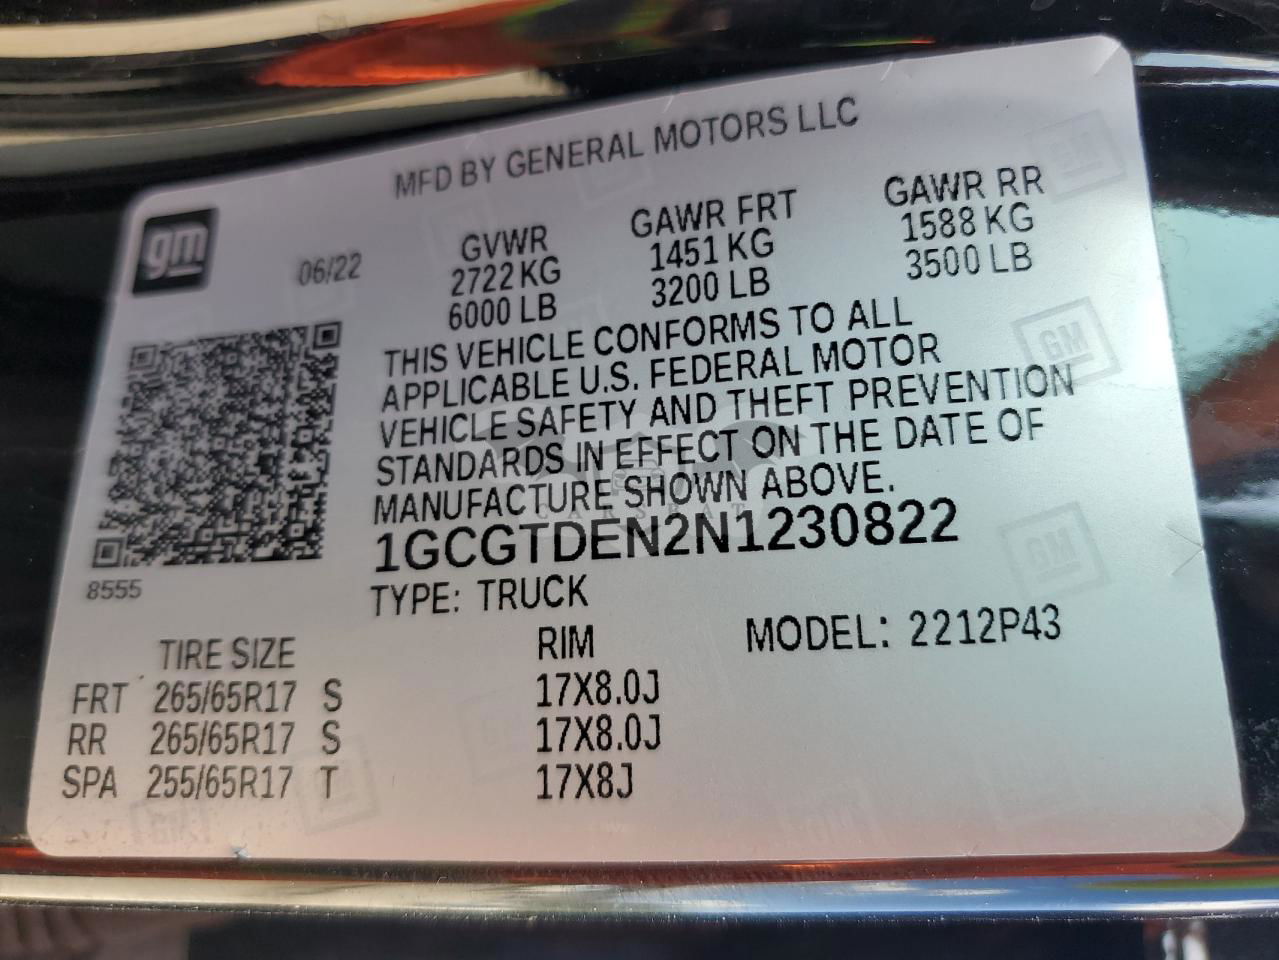 MFD BY GENERAL MOTORS LLC
gm
06/22
GVWR
2722 KG
6000 LB
GAWR FRT
1451 KG
3200 LB
GAWR RR
1588 KG
3500 LB
THIS VEHICLE CONFORMS TO ALL
APPLICABLE U.S. FEDERAL MOTOR
VEHICLE SAFETY AND THEFT PREVENTION
STANDARDS IN EFFECT ON THE DATE OF
MANUFACTURE SHOWN ABOVE.
CARSBAT
1GCGTDEN2N1230822
8555
TYPE: TRUCK
MODEL: 2212P43
TIRE SIZE RIM
FRT 265/65R17 S 17X8.0J
RR 265/65R17 S 17X8.0J
SPA 255/65R17 T 17X8J
GM
GM